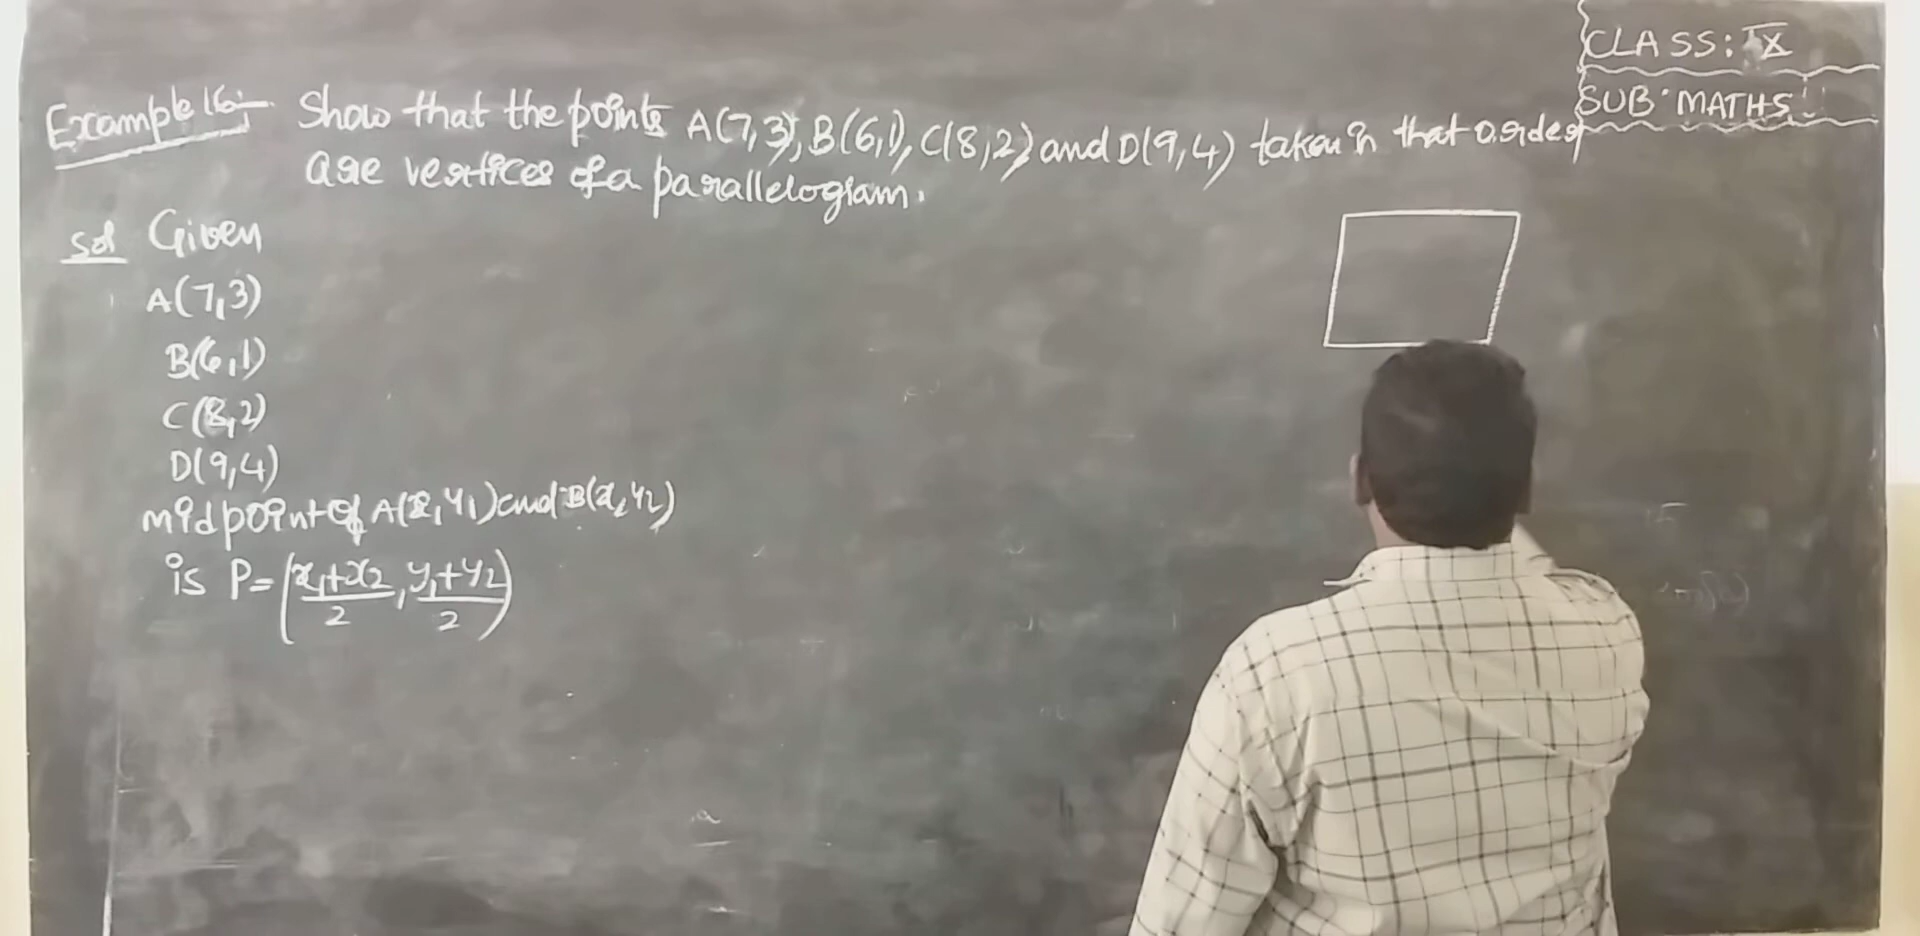 CLASS: IX
SUB: MATHS
Example 16:- Show that the points A(7,3), B(6,1), C(8,2) and D(9,4) taken in that order
are vertices of a parallelogram.
Sol Given
A(7,3)
B(6,1)
C(8,2)
D(9,4)
midpoint of A(x₁,y₁) and B(x₂,y₂)
is P=(x₁+x₂/2, y₁+y₂/2)